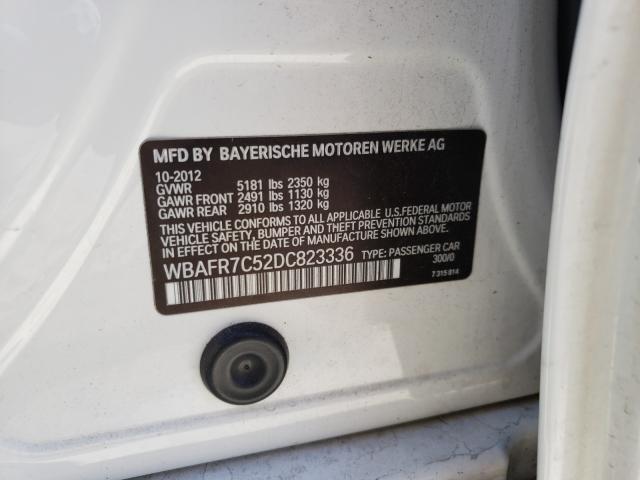 MFD BY BAYERISCHE MOTOREN WERKE AG
10-2012
GVWR 5181 lbs 2350 kg
GAWR FRONT 2491 lbs 1130 kg
GAWR REAR 2910 lbs 1320 kg
THIS VEHICLE CONFORMS TO ALL APPLICABLE U.S.FEDERAL MOTOR
VEHICLE SAFETY, BUMPER AND THEFT PREVENTION STANDARDS
IN EFFECT ON THE DATE OF MANUFACTURE SHOWN ABOVE.
WBAFR7C52DC823336 TYPE: PASSENGER CAR
300/0
7 315 814